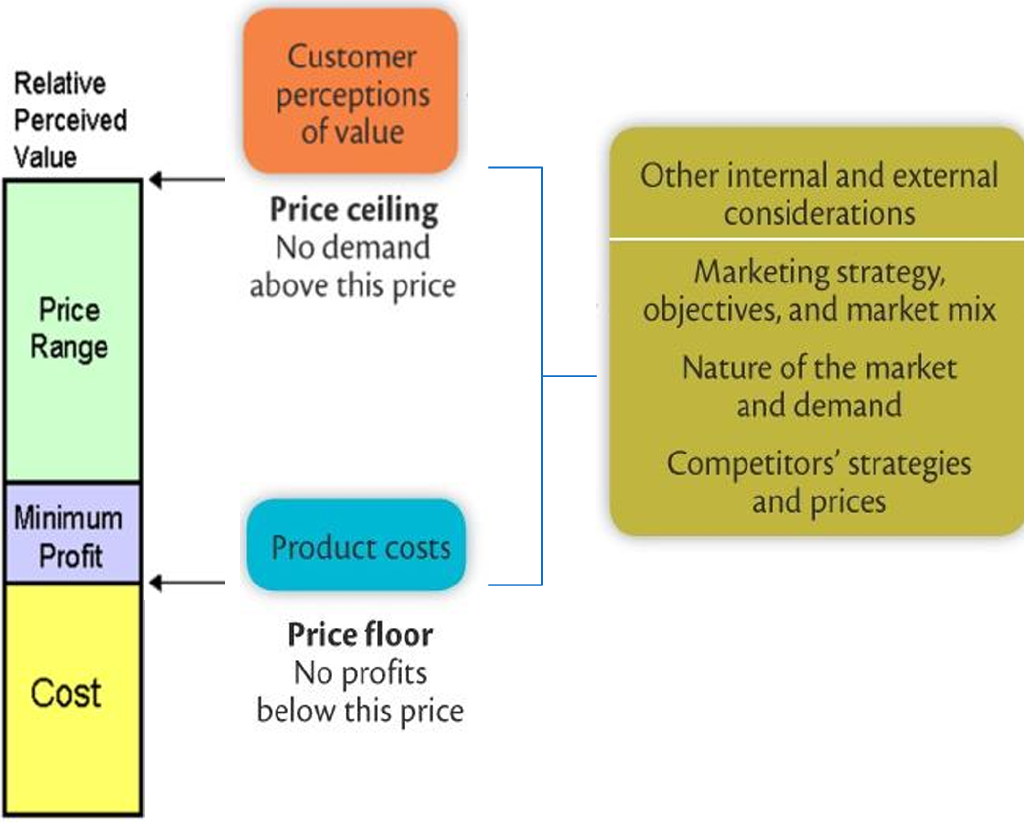 Relative
Perceived
Value
Price
Range
Minimum
Profit
Cost
Customer
perceptions
of value
Price ceiling
No demand
above this price
Product costs
Price floor
No profits
below this price
Other internal and external
considerations
Marketing strategy,
objectives, and market mix
Nature of the market
and demand
Competitors’ strategies
and prices